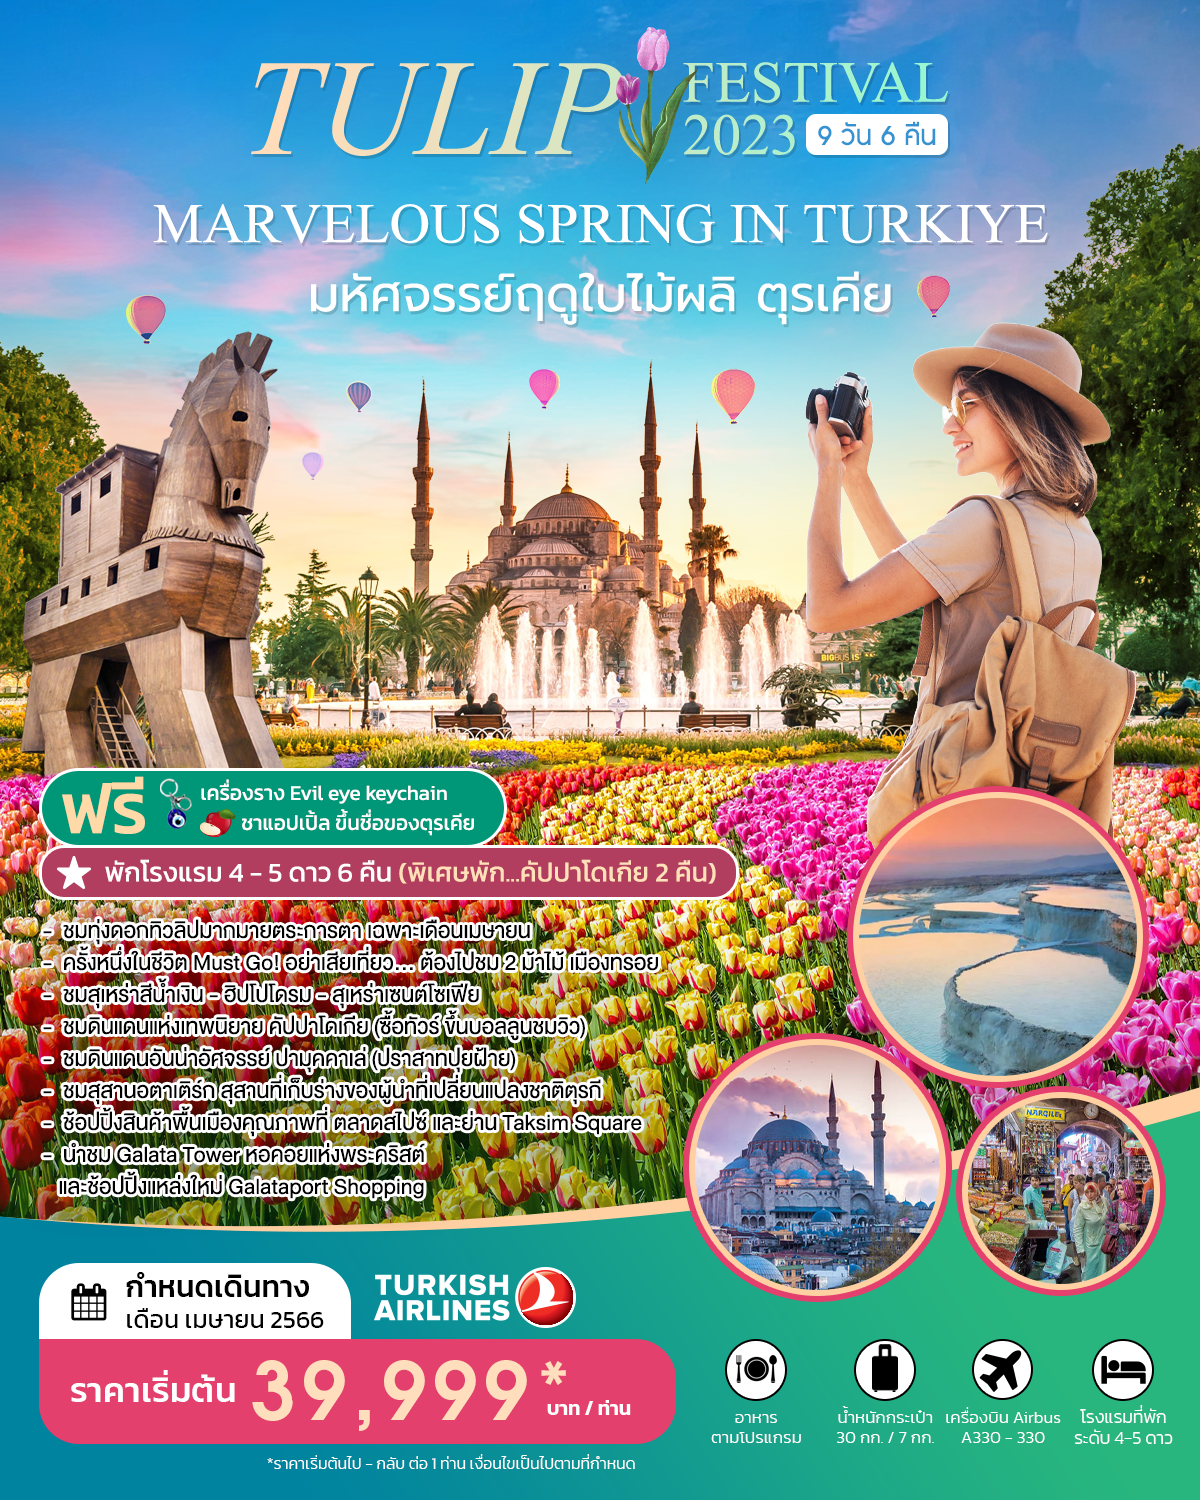 TULIP FESTIVAL
2023 9 วัน 6 คืน
MARVELOUS SPRING IN TURKIYE
มหัศจรรย์ฤดูใบไม้ผลิ ตุรเคีย
BIGBUS IS
ฟรี เครื่องราง Evil eye keychain
ชาแอปเปิ้ล ขึ้นชื่อของตุรเคีย
พักโรงแรม 4 - 5 ดาว 6 คืน (พิเศษพัก...คัปปาโดเกีย 2 คืน)
- ชมทุ่งดอกทิวลิปมากมายตระการตา เฉพาะเดือนเมษายน
- ครั้งหนึ่งในชีวิต Must Go! อย่าเสียเที่ยว... ต้องไปชม 2 ม้าไม้ เมืองทรอย
- ชมสุเหร่าสีน้ำเงิน - ฮิปโปโดรม - สุเหร่าเซนต์โซเฟีย
- ชมดินแดนแห่งเทพนิยาย คัปปาโดเกีย (ซื้อทัวร์ ขึ้นบอลลูนชมวิว)
- ชมดินแดนอันน่าอัศจรรย์ ปามุคคาเล่ (ปราสาทปุยฝ้าย)
- ชมสุสานอตาเติร์ก สุสานที่เก็บร่างของผู้นำที่เปลี่ยนแปลงชาติตุรกี
- ช้อปปิ้งสินค้าพื้นเมืองคุณภาพที่ ตลาดสไปซ์ และย่าน Taksim Square
- นำชม Galata Tower หอคอยแห่งพระคริสต์
และช้อปปิ้งแหล่งใหม่ Galataport Shopping
NARGILEE
กำหนดเดินทาง
เดือน เมษายน 2566
TURKISH
AIRLINES
ราคาเริ่มต้น 39,999*
บาท / ท่าน
*ราคาเริ่มต้นไป - กลับ ต่อ 1 ท่าน เงื่อนไขเป็นไปตามที่กำหนด
อาหาร
ตามโปรแกรม
น้ำหนักกระเป๋า
30 กก. / 7 กก.
เครื่องบิน Airbus
A330 - 330
โรงแรมที่พัก
ระดับ 4-5 ดาว